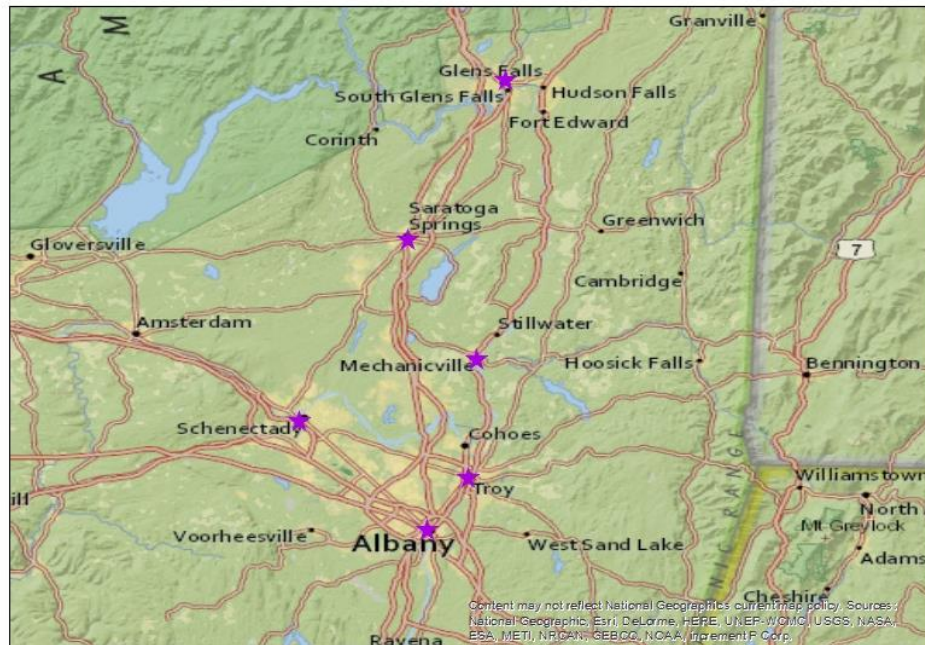 Granville
A M
Glens Falls
South Glens Falls
Hudson Falls
Fort Edward
Corinth
Saratoga
Springs
Greenwich
Gloversville
7
Cambridge
Amsterdam
Stillwater
Mechanicville
Hoosick Falls
Bennington
Schenectady
Cohoes
Troy
ill
Williamstown
North
NIC RANGE
Voorheesville
Albany
West Sand Lake
Mt Greylock
Adams
Cheshire
Ravena
Content may not reflect National Geographic's current map policy. Sources:
National Geographic, Esri, DeLorme, HERE, UNEP-WCMC, USGS, NASA,
ESA, METI, NRCAN, GEBCO, NOAA, increment P Corp.